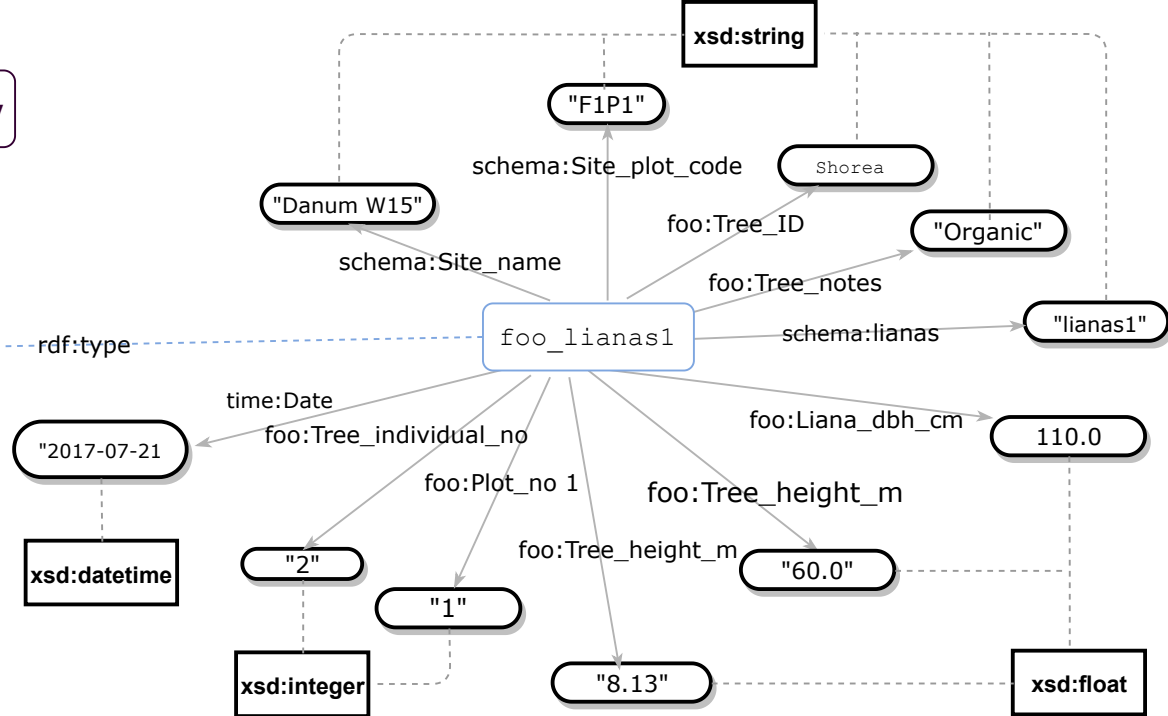 xsd:string
"F1P1"
schema:Site_plot_code
Shorea
"Danum W15"
foo:Tree_ID
"Organic"
schema:Site_name
foo:Tree_notes
"lianas1"
schema:lianas
foo_lianas1
rdf:type
time:Date
foo:Liana_dbh_cm
foo:Tree_individual_no
110.0
"2017-07-21
foo:Plot_no 1
foo:Tree_height_m
foo:Tree_height_m
"2"
"60.0"
xsd:datetime
"1"
xsd:integer
"8.13"
xsd:float